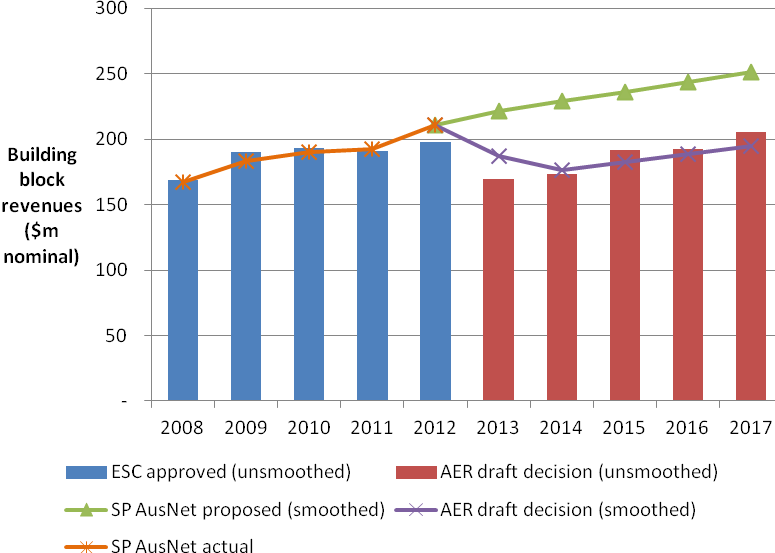 300
250
200
150
100
50
-
Building
block
revenues
($m
nominal)
2008 2009 2010 2011 2012 2013 2014 2015 2016 2017
ESC approved (unsmoothed) AER draft decision (unsmoothed)
SP AusNet proposed (smoothed) AER draft decision (smoothed)
SP AusNet actual